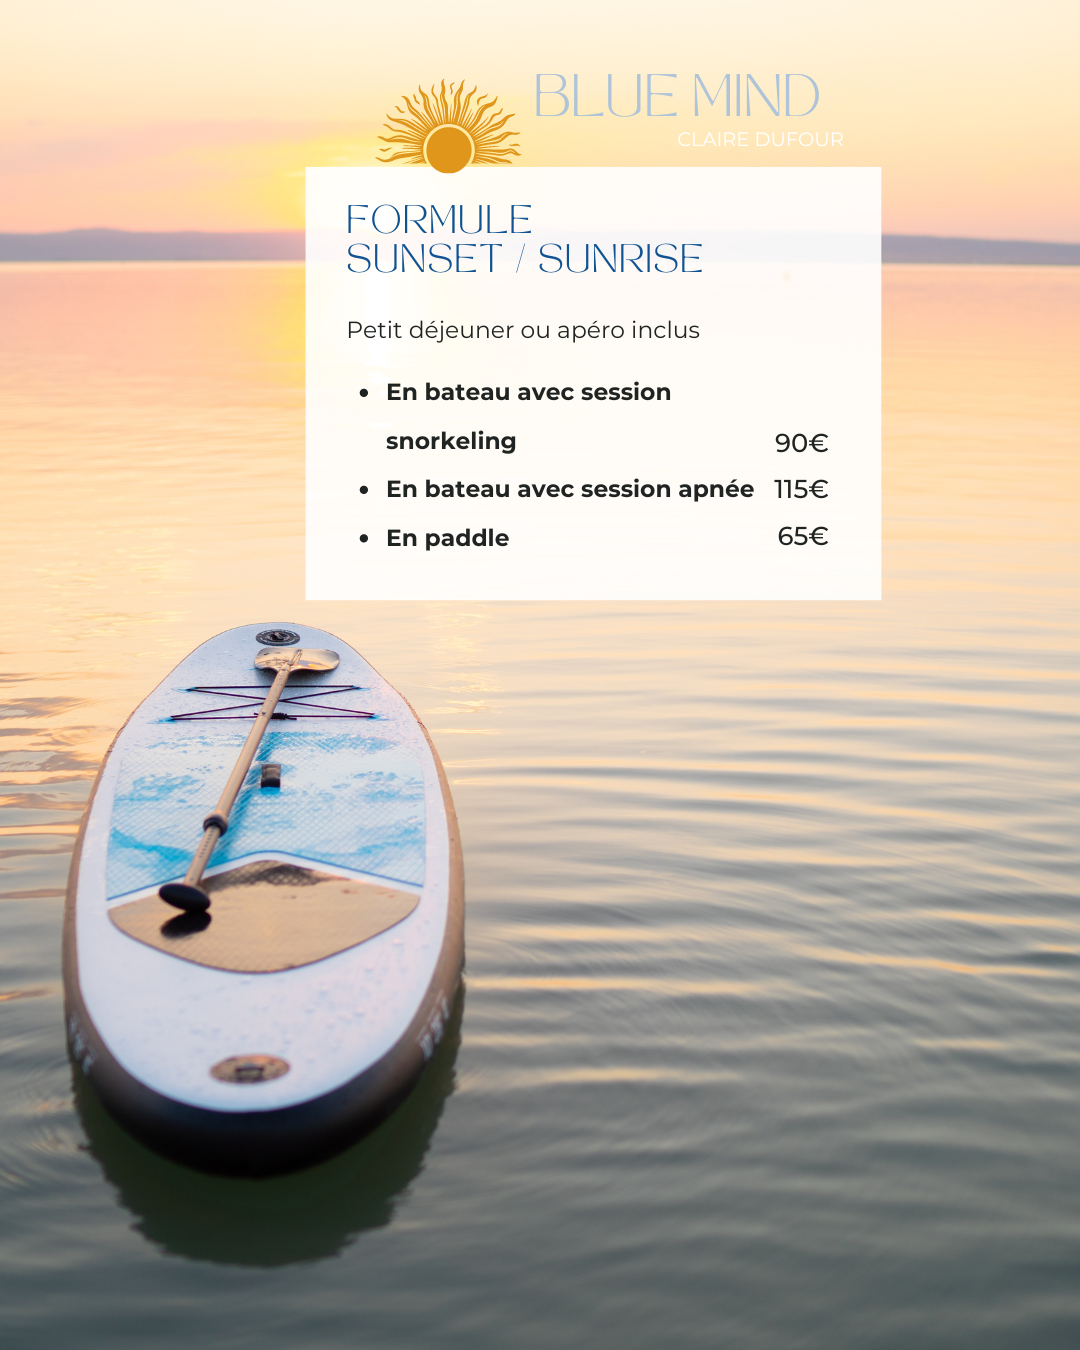 BLUE MIND
CLAIRE DUFOUR
FORMULE
SUNSET / SUNRISE
Petit déjeuner ou apéro inclus
• En bateau avec session
snorkeling 90€
• En bateau avec session apnée 115€
• En paddle 65€